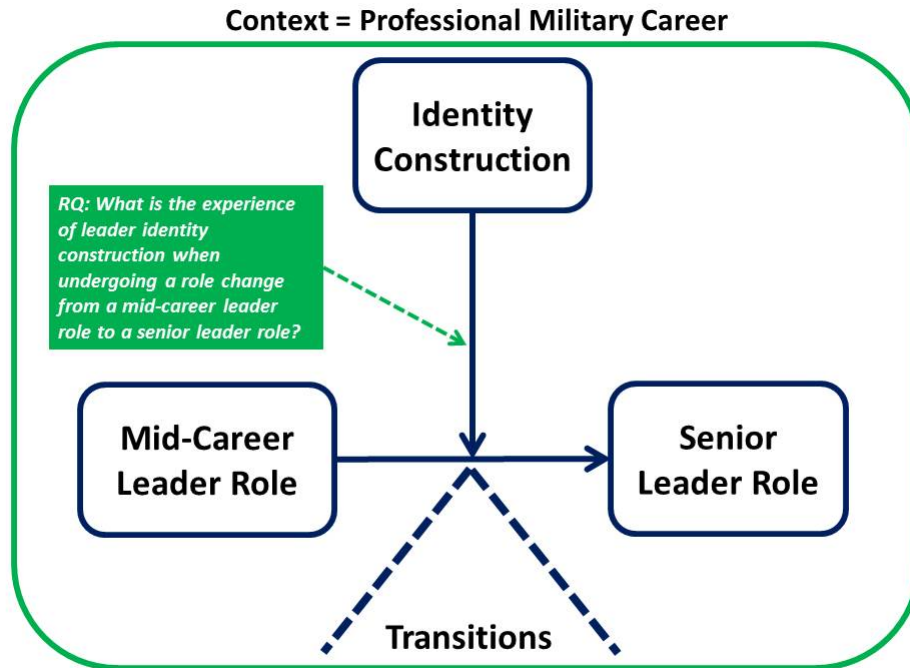 Context = Professional Military Career
Identity
Construction
RQ: What is the experience
of leader identity
construction when
undergoing a role change
from a mid-career leader
role to a senior leader role?
Mid-Career
Leader Role
Senior
Leader Role
Transitions